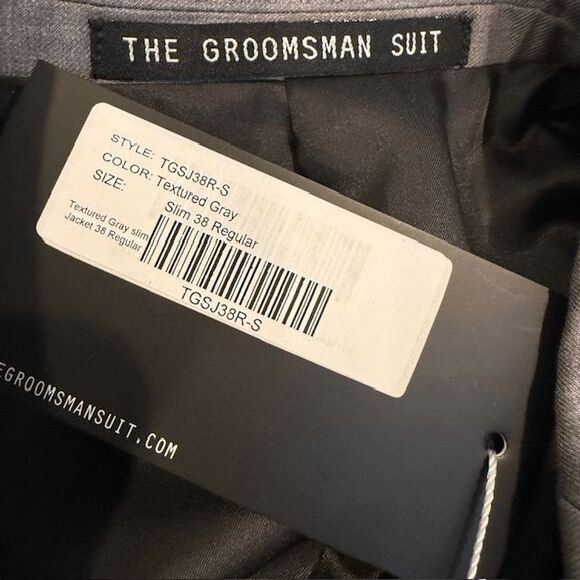 THE GROOMSMAN SUIT
STYLE: TGSJ38R-S
COLOR: Textured Gray
SIZE: Slim 38 Regular
Textured Gray slim
Jacket 38 Regular
TGSJ38R-S
EGROOMSMANSUIT.COM